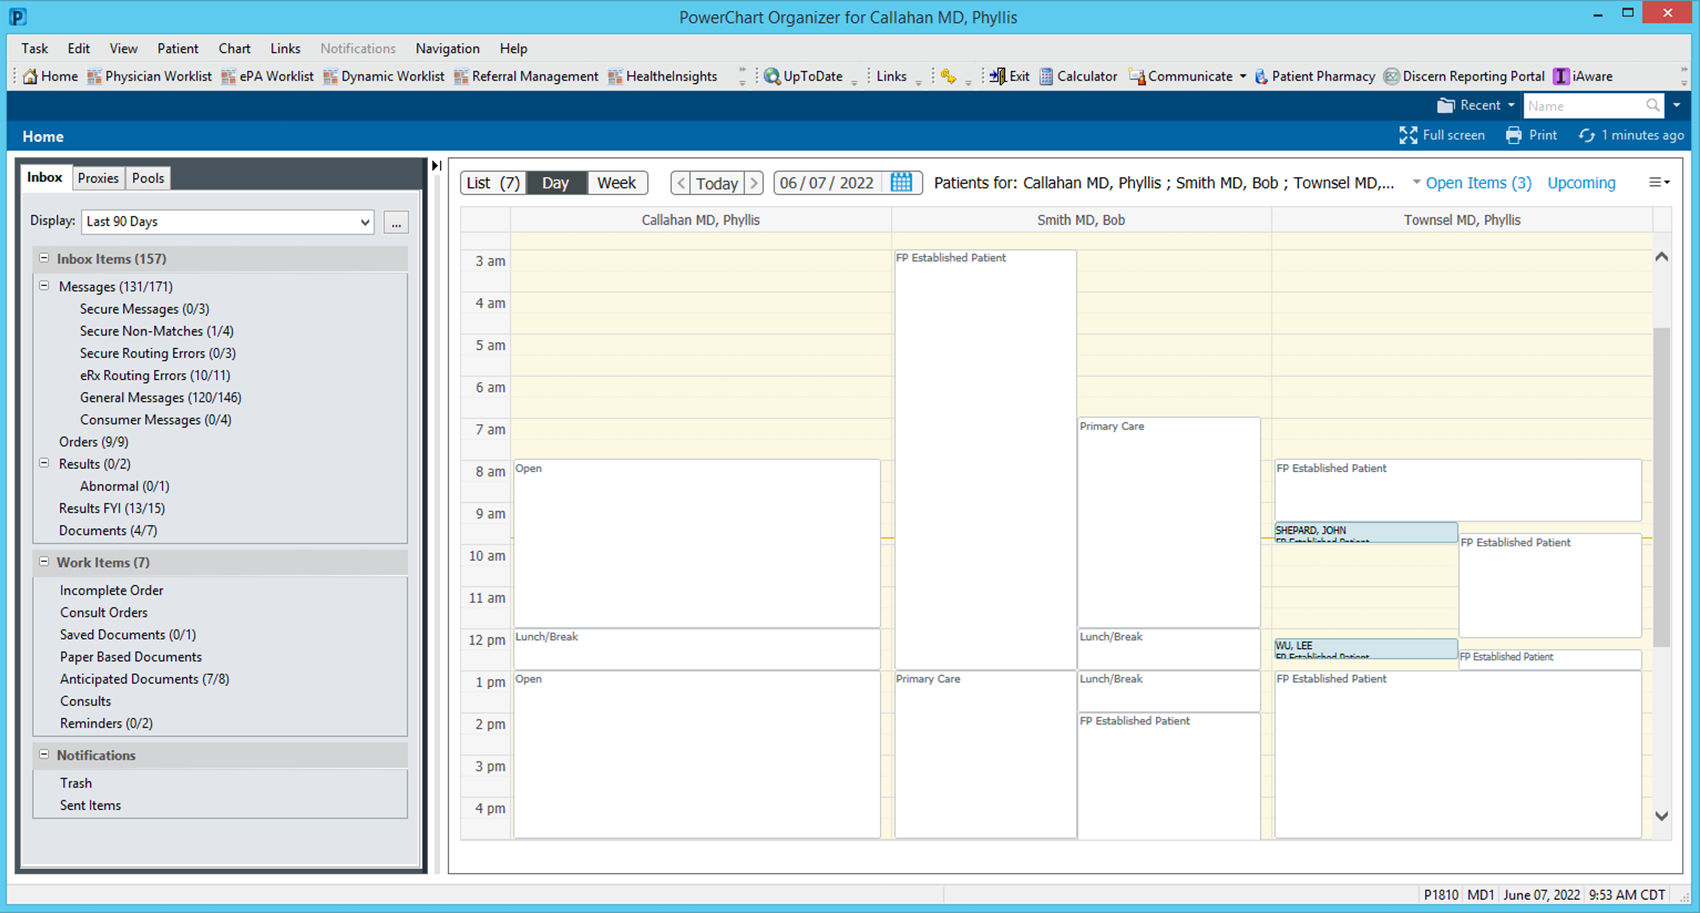 P
PowerChart Organizer for Callahan MD, Phyllis
Task Edit View Patient Chart Links Notifications Navigation Help
Home Physician Worklist ePA Worklist Dynamic Worklist Referral Management HealtheInsights UpToDate Links Exit Calculator Communicate Patient Pharmacy Discern Reporting Portal I iAware
Recent Name
Home Full screen Print 1 minutes ago
Inbox Proxies Pools
Display: Last 90 Days ...
Inbox Items (157)
Messages (131/171)
Secure Messages (0/3)
Secure Non-Matches (1/4)
Secure Routing Errors (0/3)
eRx Routing Errors (10/11)
General Messages (120/146)
Consumer Messages (0/4)
Orders (9/9)
Results (0/2)
Abnormal (0/1)
Results FYI (13/15)
Documents (4/7)
Work Items (7)
Incomplete Order
Consult Orders
Saved Documents (0/1)
Paper Based Documents
Anticipated Documents (7/8)
Consults
Reminders (0/2)
Notifications
Trash
Sent Items
List (7) Day Week Today 06 / 07 / 2022 Patients for: Callahan MD, Phyllis ; Smith MD, Bob ; Townsel MD,... Open Items (3) Upcoming
Callahan MD, Phyllis Smith MD, Bob Townsel MD, Phyllis
3 am FP Established Patient
4 am
5 am
6 am
7 am Primary Care
8 am Open FP Established Patient
9 am
SHEPARD, JOHN
FP Established Patient
FP Established Patient
10 am
11 am
12 pm Lunch/Break Lunch/Break
WU, LEE
FP Established Patient
FP Established Patient
1 pm Open Primary Care Lunch/Break FP Established Patient
2 pm FP Established Patient
3 pm
4 pm
P1810 MD1 June 07, 2022 9:53 AM CDT